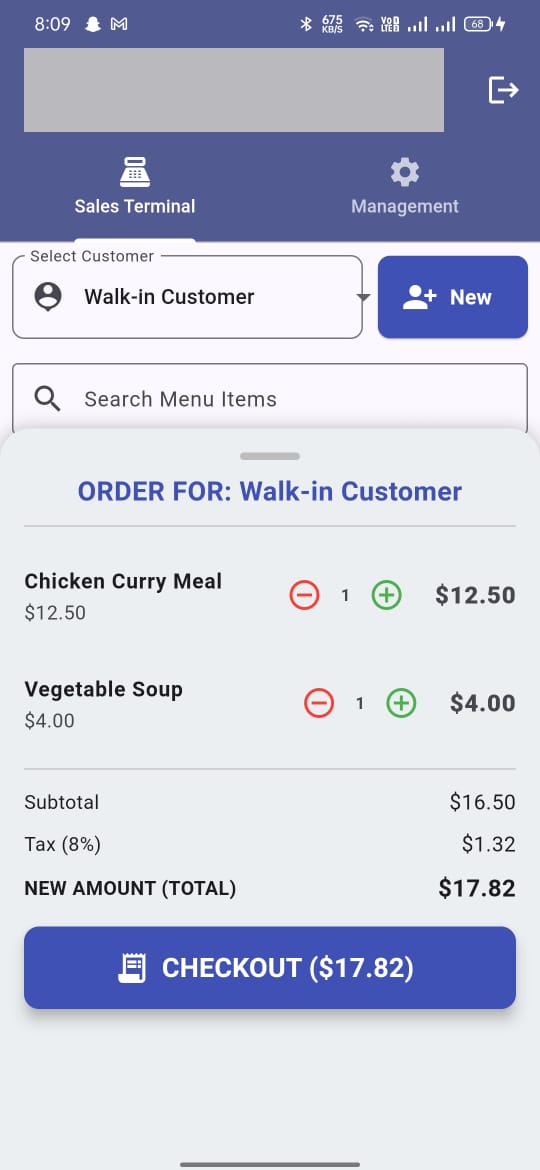 8:09 675 KB/S Vo LTE 68
Sales Terminal Management
Select Customer
Walk-in Customer New
Search Menu Items
ORDER FOR: Walk-in Customer
Chicken Curry Meal 1 $12.50
$12.50
Vegetable Soup 1 $4.00
$4.00
Subtotal $16.50
Tax (8%) $1.32
NEW AMOUNT (TOTAL) $17.82
CHECKOUT ($17.82)